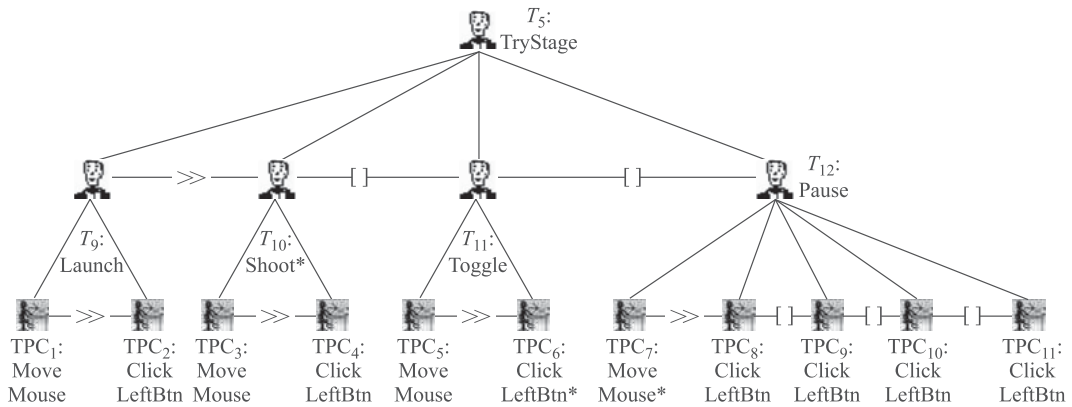 T5:
TryStage
>>
[ ]
[ ]
T12:
Pause
T9:
Launch
T10:
Shoot*
T11:
Toggle
>>
>>
>>
>>
[ ]
[ ]
[ ]
TPC1:
Move
Mouse
TPC2:
Click
LeftBtn
TPC3:
Move
Mouse
TPC4:
Click
LeftBtn
TPC5:
Move
Mouse
TPC6:
Click
LeftBtn*
TPC7:
Move
Mouse*
TPC8:
Click
LeftBtn
TPC9:
Click
LeftBtn
TPC10:
Click
LeftBtn
TPC11:
Click
LeftBtn